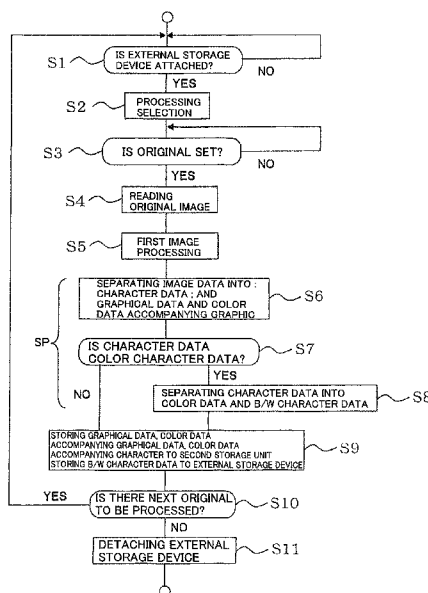 S1
IS EXTERNAL STORAGE
DEVICE ATTACHED?
NO
YES
S2
PROCESSING
SELECTION
S3
IS ORIGINAL SET?
NO
YES
S4
READING
ORIGINAL IMAGE
S5
FIRST IMAGE
PROCESSING
SEPARATING IMAGE DATA INTO :
CHARACTER DATA ; AND
GRAPHICAL DATA AND COLOR
DATA ACCOMPANYING GRAPHIC
S6
SP
IS CHARACTER DATA
COLOR CHARACTER DATA?
S7
NO
YES
SEPARATING CHARACTER DATA INTO
COLOR DATA AND B/W CHARACTER DATA
S8
STORING GRAPHICAL DATA, COLOR DATA
ACCOMPANYING GRAPHICAL DATA, COLOR DATA
ACCOMPANYING CHARACTER TO SECOND STORAGE UNIT
STORING B/W CHARACTER DATA TO EXTERNAL STORAGE DEVICE
S9
YES
IS THERE NEXT ORIGINAL
TO BE PROCESSED?
S10
NO
DETACHING EXTERNAL
STORAGE DEVICE
S11